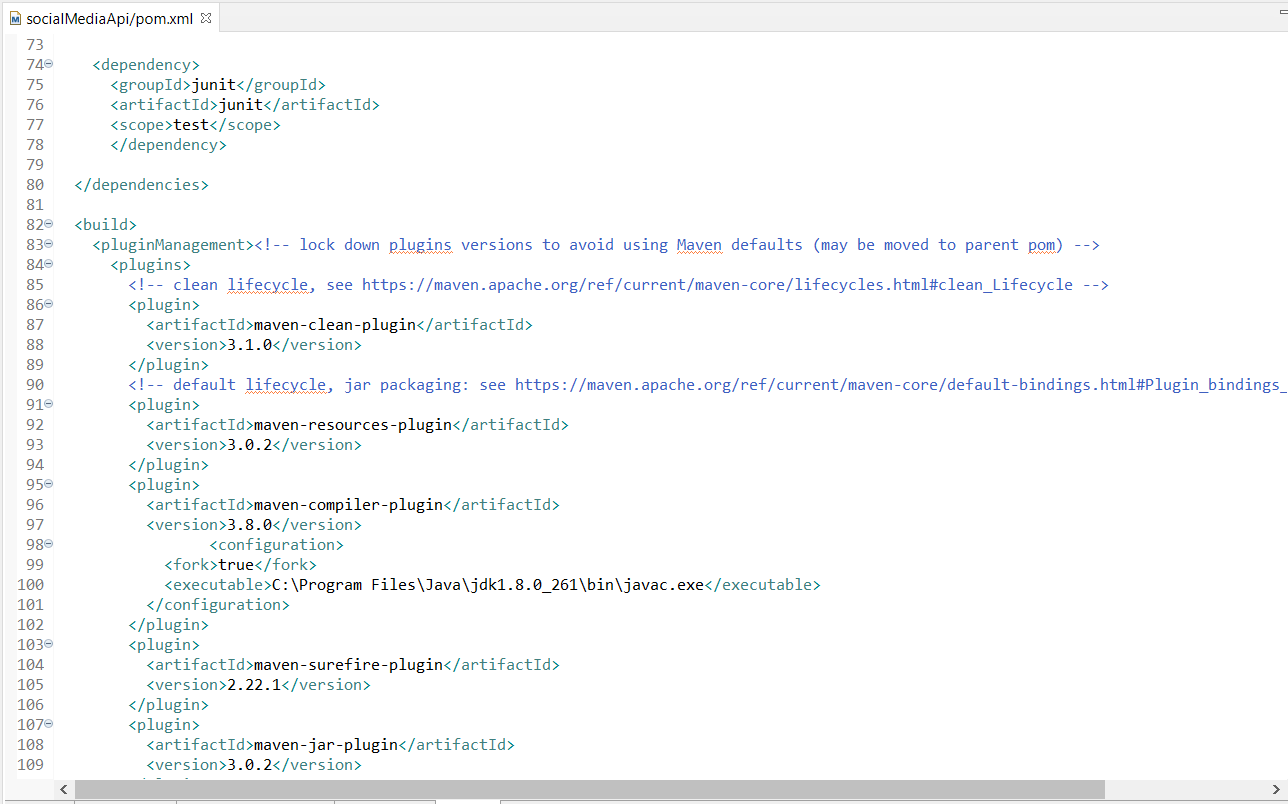 socialMediaApi/pom.xml
73
74 <dependency>
75 <groupId>junit</groupId>
76 <artifactId>junit</artifactId>
77 <scope>test</scope>
78 </dependency>
79
80 </dependencies>
81
82 <build>
83 <pluginManagement><!-- lock down plugins versions to avoid using Maven defaults (may be moved to parent pom) -->
84 <plugins>
85 <!-- clean lifecycle, see https://maven.apache.org/ref/current/maven-core/lifecycles.html#clean_Lifecycle -->
86 <plugin>
87 <artifactId>maven-clean-plugin</artifactId>
88 <version>3.1.0</version>
89 </plugin>
90 <!-- default lifecycle, jar packaging: see https://maven.apache.org/ref/current/maven-core/default-bindings.html#Plugin_bindings_
91 <plugin>
92 <artifactId>maven-resources-plugin</artifactId>
93 <version>3.0.2</version>
94 </plugin>
95 <plugin>
96 <artifactId>maven-compiler-plugin</artifactId>
97 <version>3.8.0</version>
98 <configuration>
99 <fork>true</fork>
100 <executable>C:\Program Files\Java\jdk1.8.0_261\bin\javac.exe</executable>
101 </configuration>
102 </plugin>
103 <plugin>
104 <artifactId>maven-surefire-plugin</artifactId>
105 <version>2.22.1</version>
106 </plugin>
107 <plugin>
108 <artifactId>maven-jar-plugin</artifactId>
109 <version>3.0.2</version>